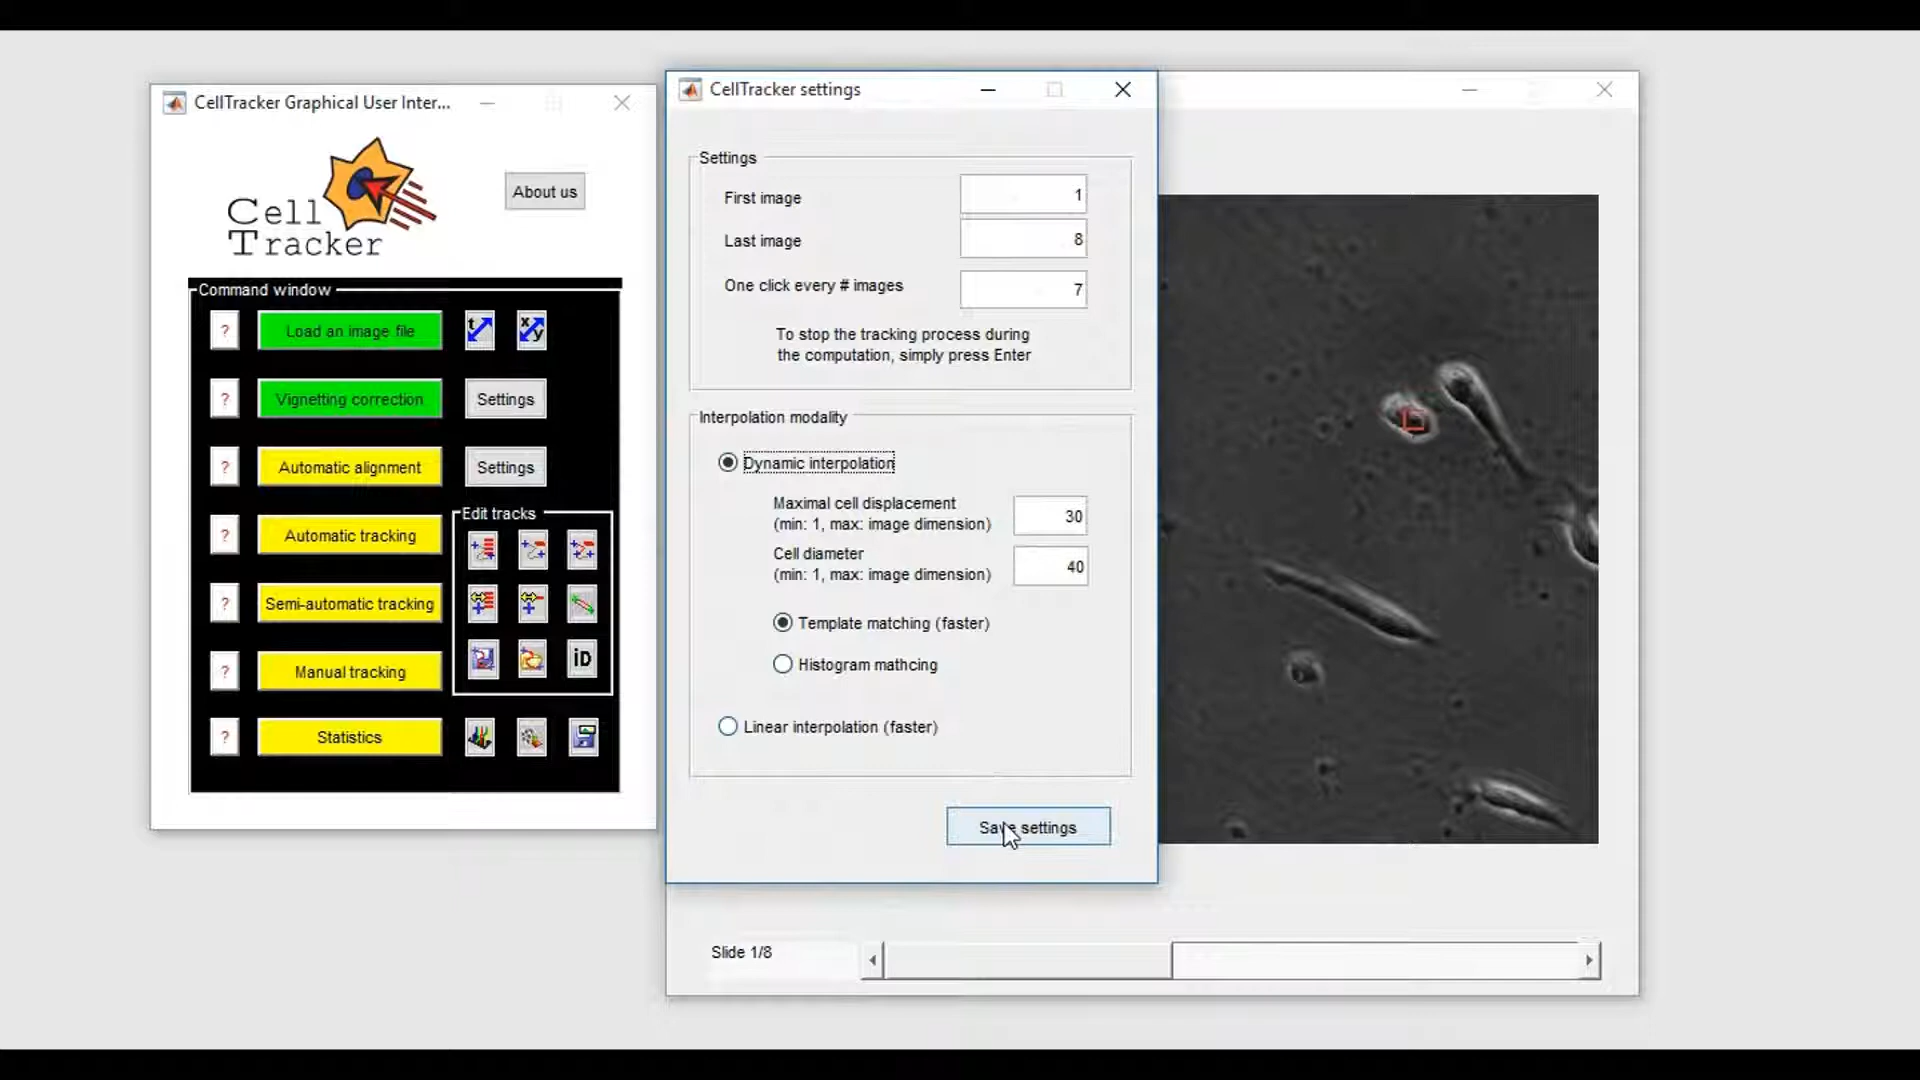 CellTracker Graphical User Inter...
Cell
Tracker
About us
Command window
? Load an image file t x y
? Vignetting correction Settings
? Automatic alignment Settings
? Automatic tracking
Edit tracks
? Semi-automatic tracking
? Manual tracking
iD
? Statistics
CellTracker settings
Settings
First image 1
Last image 8
One click every # images 7
To stop the tracking process during
the computation, simply press Enter
Interpolation modality
Dynamic interpolation
Maximal cell displacement
(min: 1, max: image dimension) 30
Cell diameter
(min: 1, max: image dimension) 40
Template matching (faster)
Histogram mathcing
Linear interpolation (faster)
Save settings
Slide 1/8